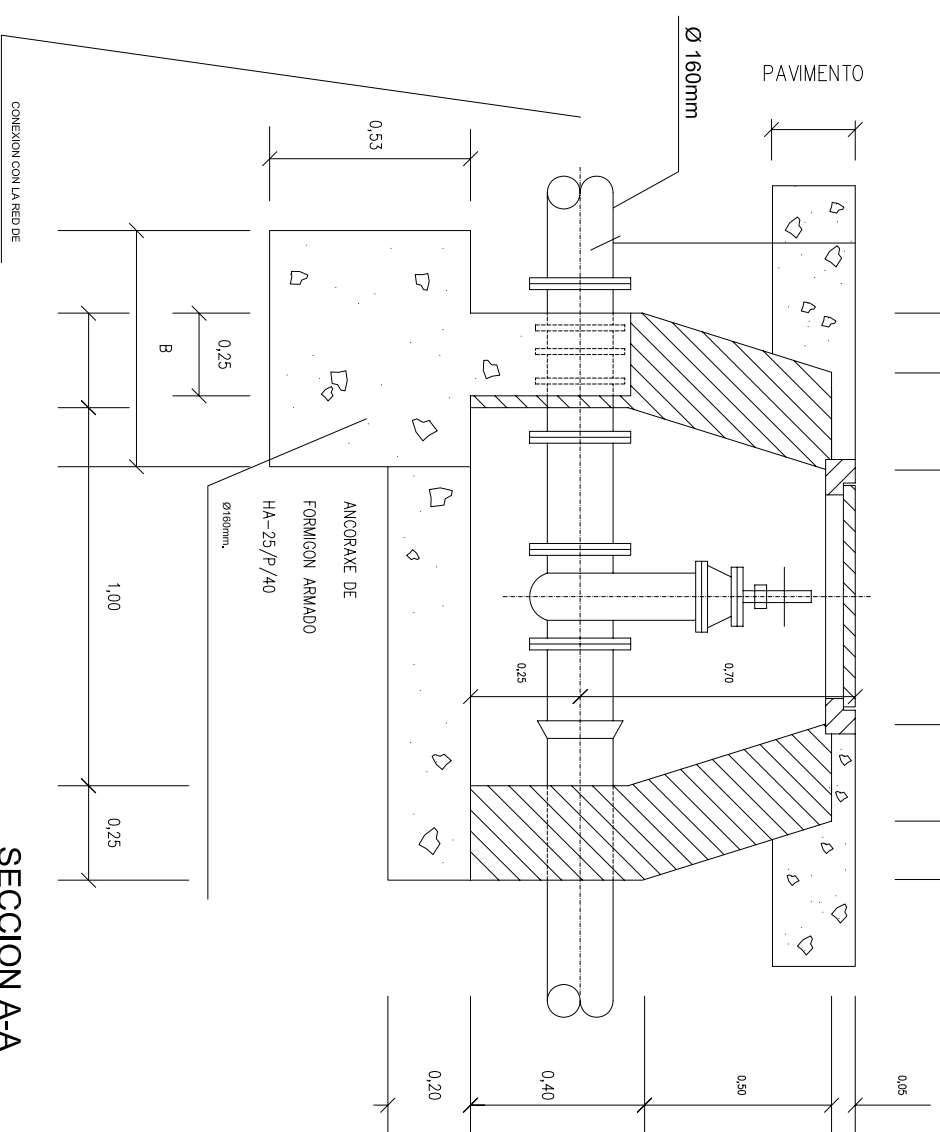 Ø 160mm
PAVIMENTO
0,53
CONEXION CON LA RED DE
0,25
B
ANCORAXE DE
FORMIGON ARMADO
HA-25/P/40
Ø160mm.
1,00
0,25
0,25
0,70
0,05
0,50
0,40
0,20
SECCION A-A